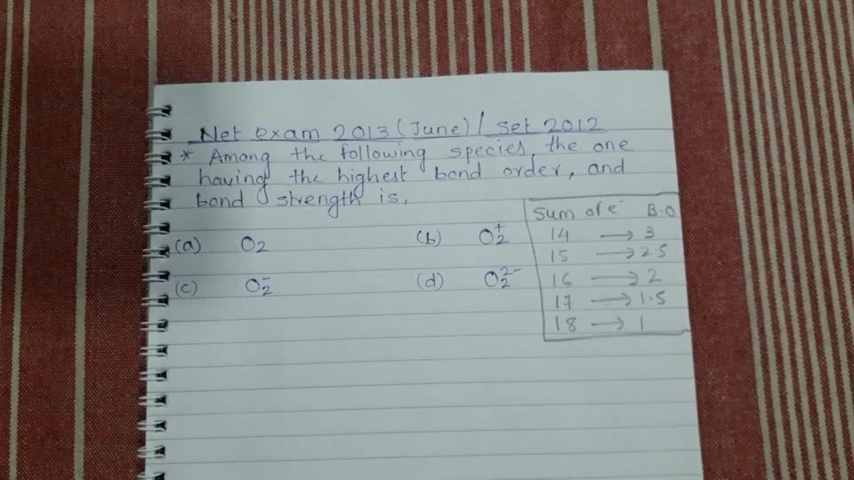 Net exam 2013 (June) / Set 2012
* Among the following species, the one
having the highest bond order, and
bond strength is,
(a) O₂ (b) O₂⁺
(c) O₂⁻ (d) O₂²⁻
Sum of e⁻ B.O
14 → 3
15 → 2.5
16 → 2
17 → 1.5
18 → 1